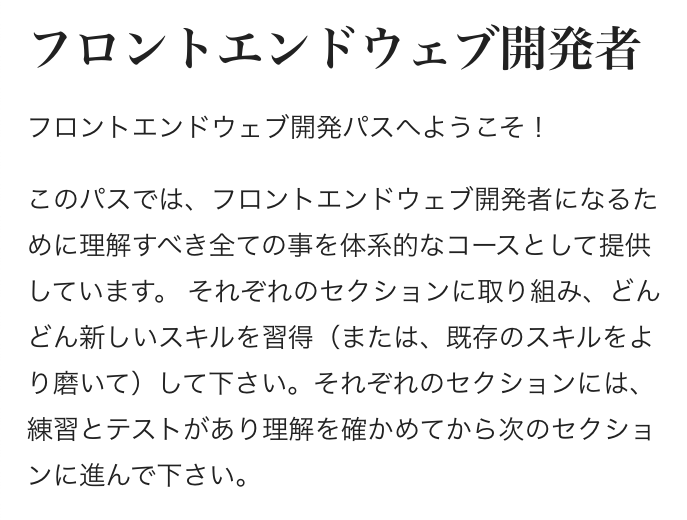 フロントエンドウェブ開発者
フロントエンドウェブ開発パスへようこそ！
このパスでは、フロントエンドウェブ開発者になるた
めに理解すべき全ての事を体系的なコースとして提供
しています。 それぞれのセクションに取り組み、どん
どん新しいスキルを習得（または、既存のスキルをよ
り磨いて）して下さい。それぞれのセクションには、
練習とテストがあり理解を確かめてから次のセクショ
ンに進んで下さい。